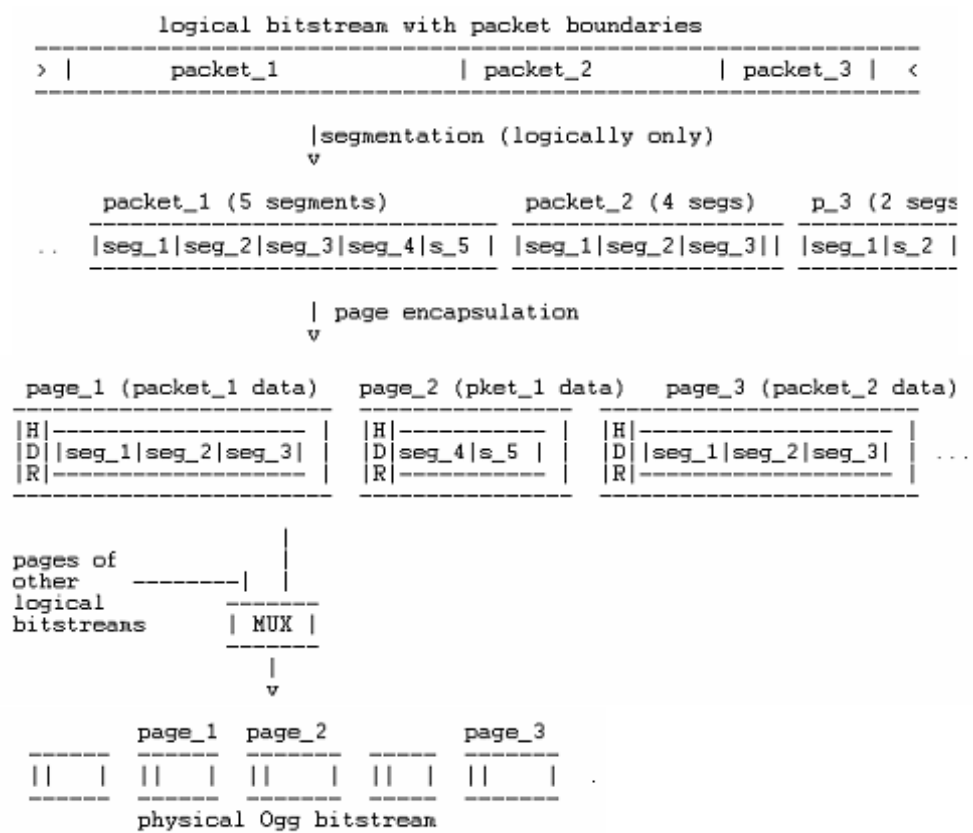 logical bitstream with packet boundaries
> | packet_1 | packet_2 | packet_3 | <
|segmentation (logically only)
v
packet_1 (5 segments) packet_2 (4 segs) p_3 (2 segs
.. |seg_1|seg_2|seg_3|seg_4|s_5 | |seg_1|seg_2|seg_3|| |seg_1|s_2 |
| page encapsulation
v
page_1 (packet_1 data) page_2 (pket_1 data) page_3 (packet_2 data)
|H|------------------- | |H|----------- | |H|------------------- |
|D||seg_1|seg_2|seg_3| | |D|seg_4|s_5 | | |D||seg_1|seg_2|seg_3| | ...
|R|------------------- | |R|----------- | |R|------------------- |
pages of
other --------| |
logical
bitstreams | MUX |
|
v
page_1 page_2 page_3
|| | || | || | || | || | .
physical Ogg bitstream